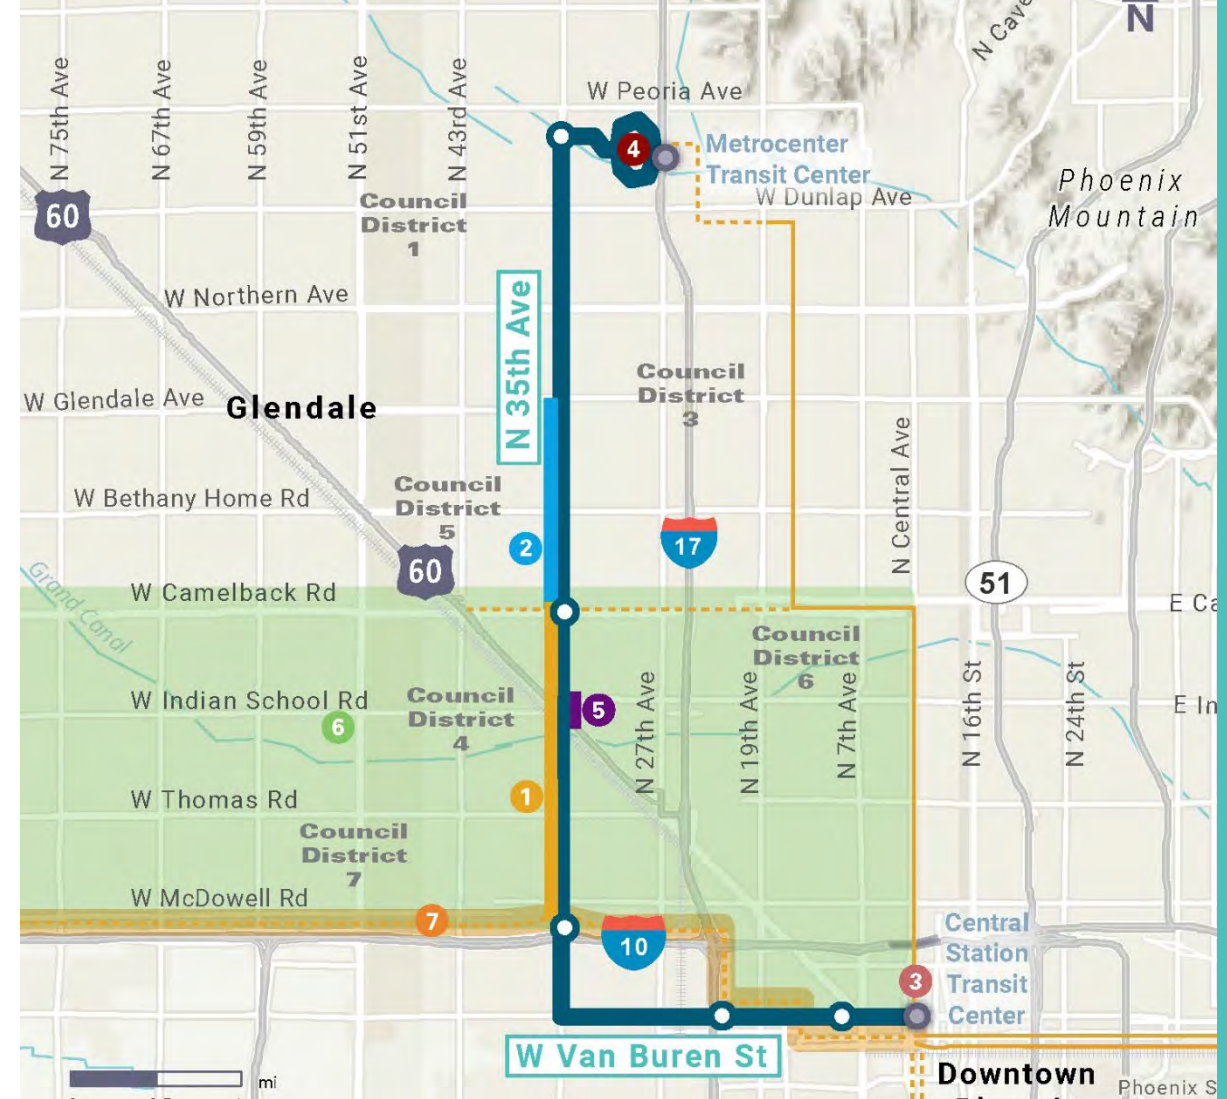 N
N Cave
W Peoria Ave
N 75th Ave
N 67th Ave
N 59th Ave
N 51st Ave
N 43rd Ave
4
Metrocenter
Transit Center
W Dunlap Ave
Phoenix
Mountain
60
Council
District
1
W Northern Ave
N 35th Ave
Council
District
3
W Glendale Ave
Glendale
N Central Ave
W Bethany Home Rd
Council
District
5
2
17
60
51
Grand Canal
W Camelback Rd
E Ca
Council
District
6
W Indian School Rd
Council
District
4
5
6
N 27th Ave
N 19th Ave
N 7th Ave
N 16th St
N 24th St
E In
1
W Thomas Rd
Council
District
7
W McDowell Rd
7
10
Central
Station
Transit
Center
3
W Van Buren St
mi
Downtown
Phoenix S